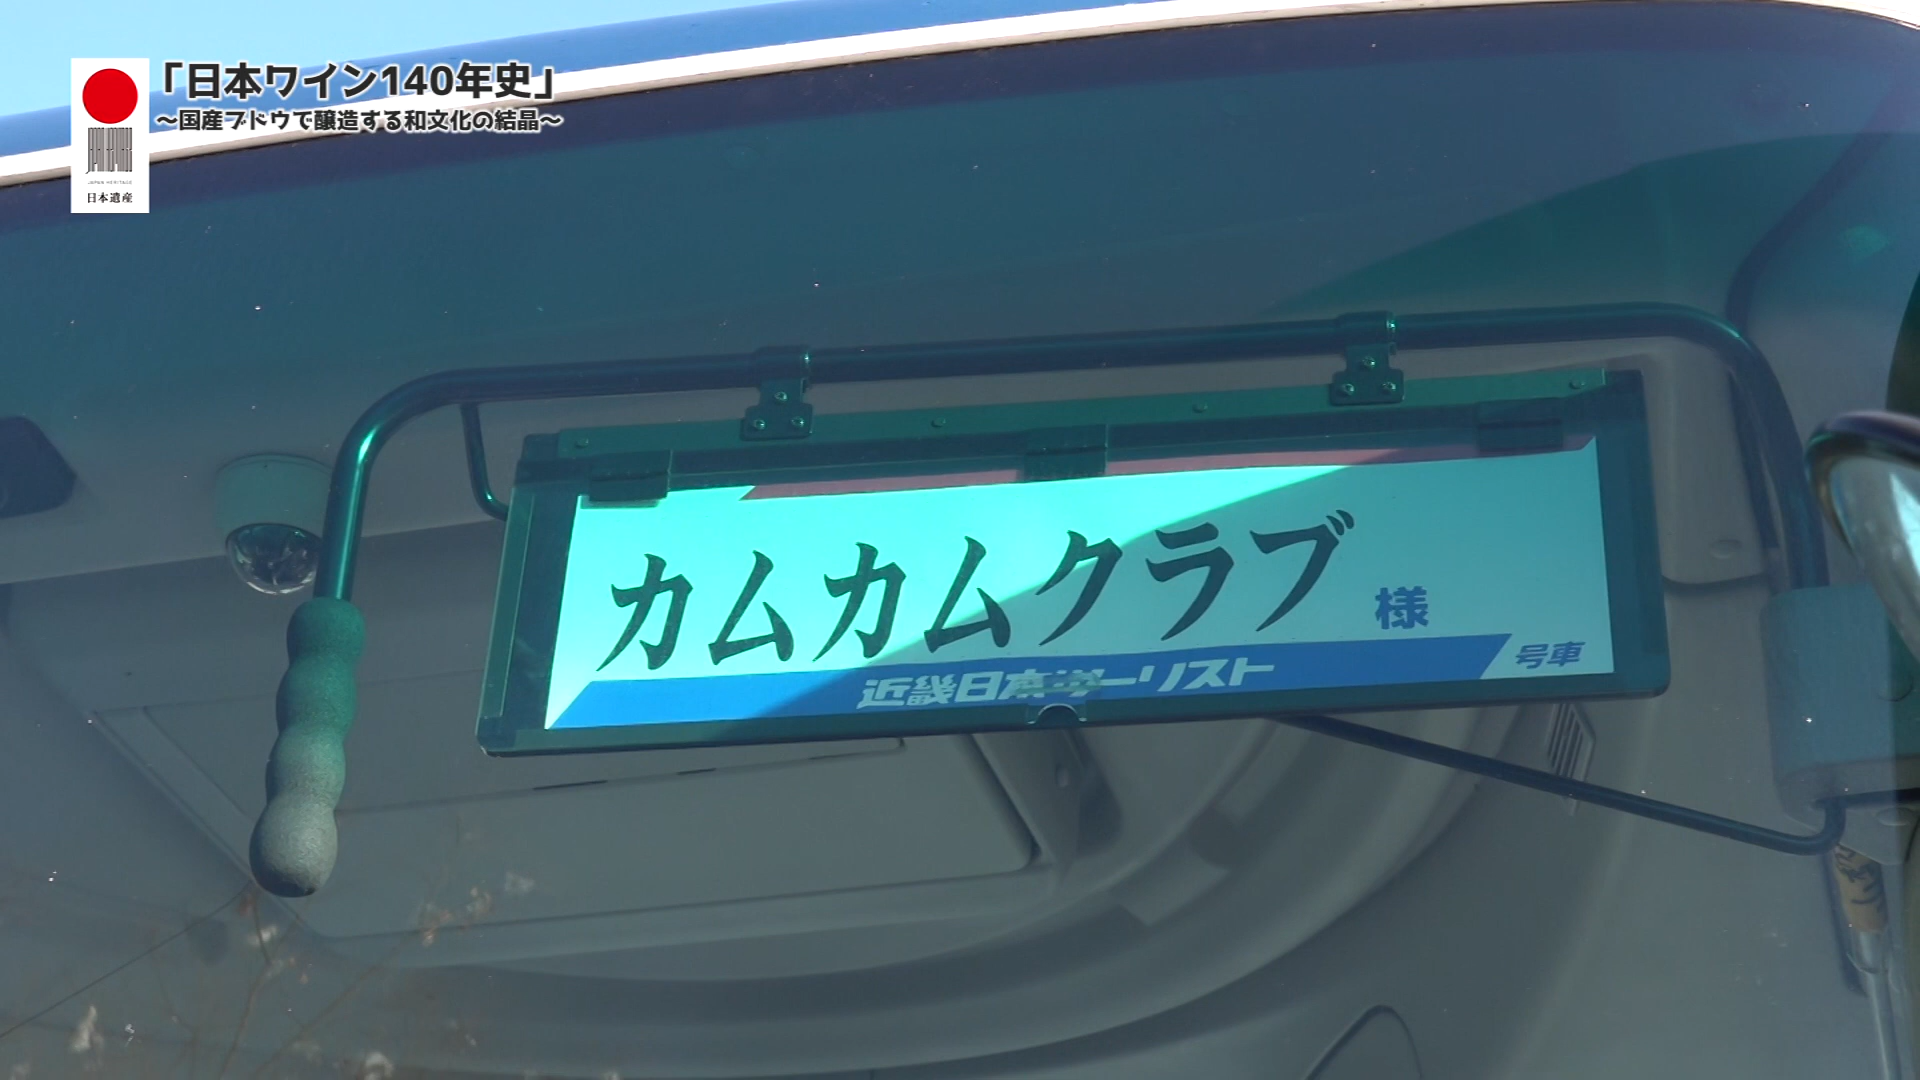 「日本ワイン140年史」
～国産ブドウで醸造する和文化の結晶～
JAPAN HERITAGE
日本遺産
カムカムクラブ 様
近畿日本ツーリスト
号車